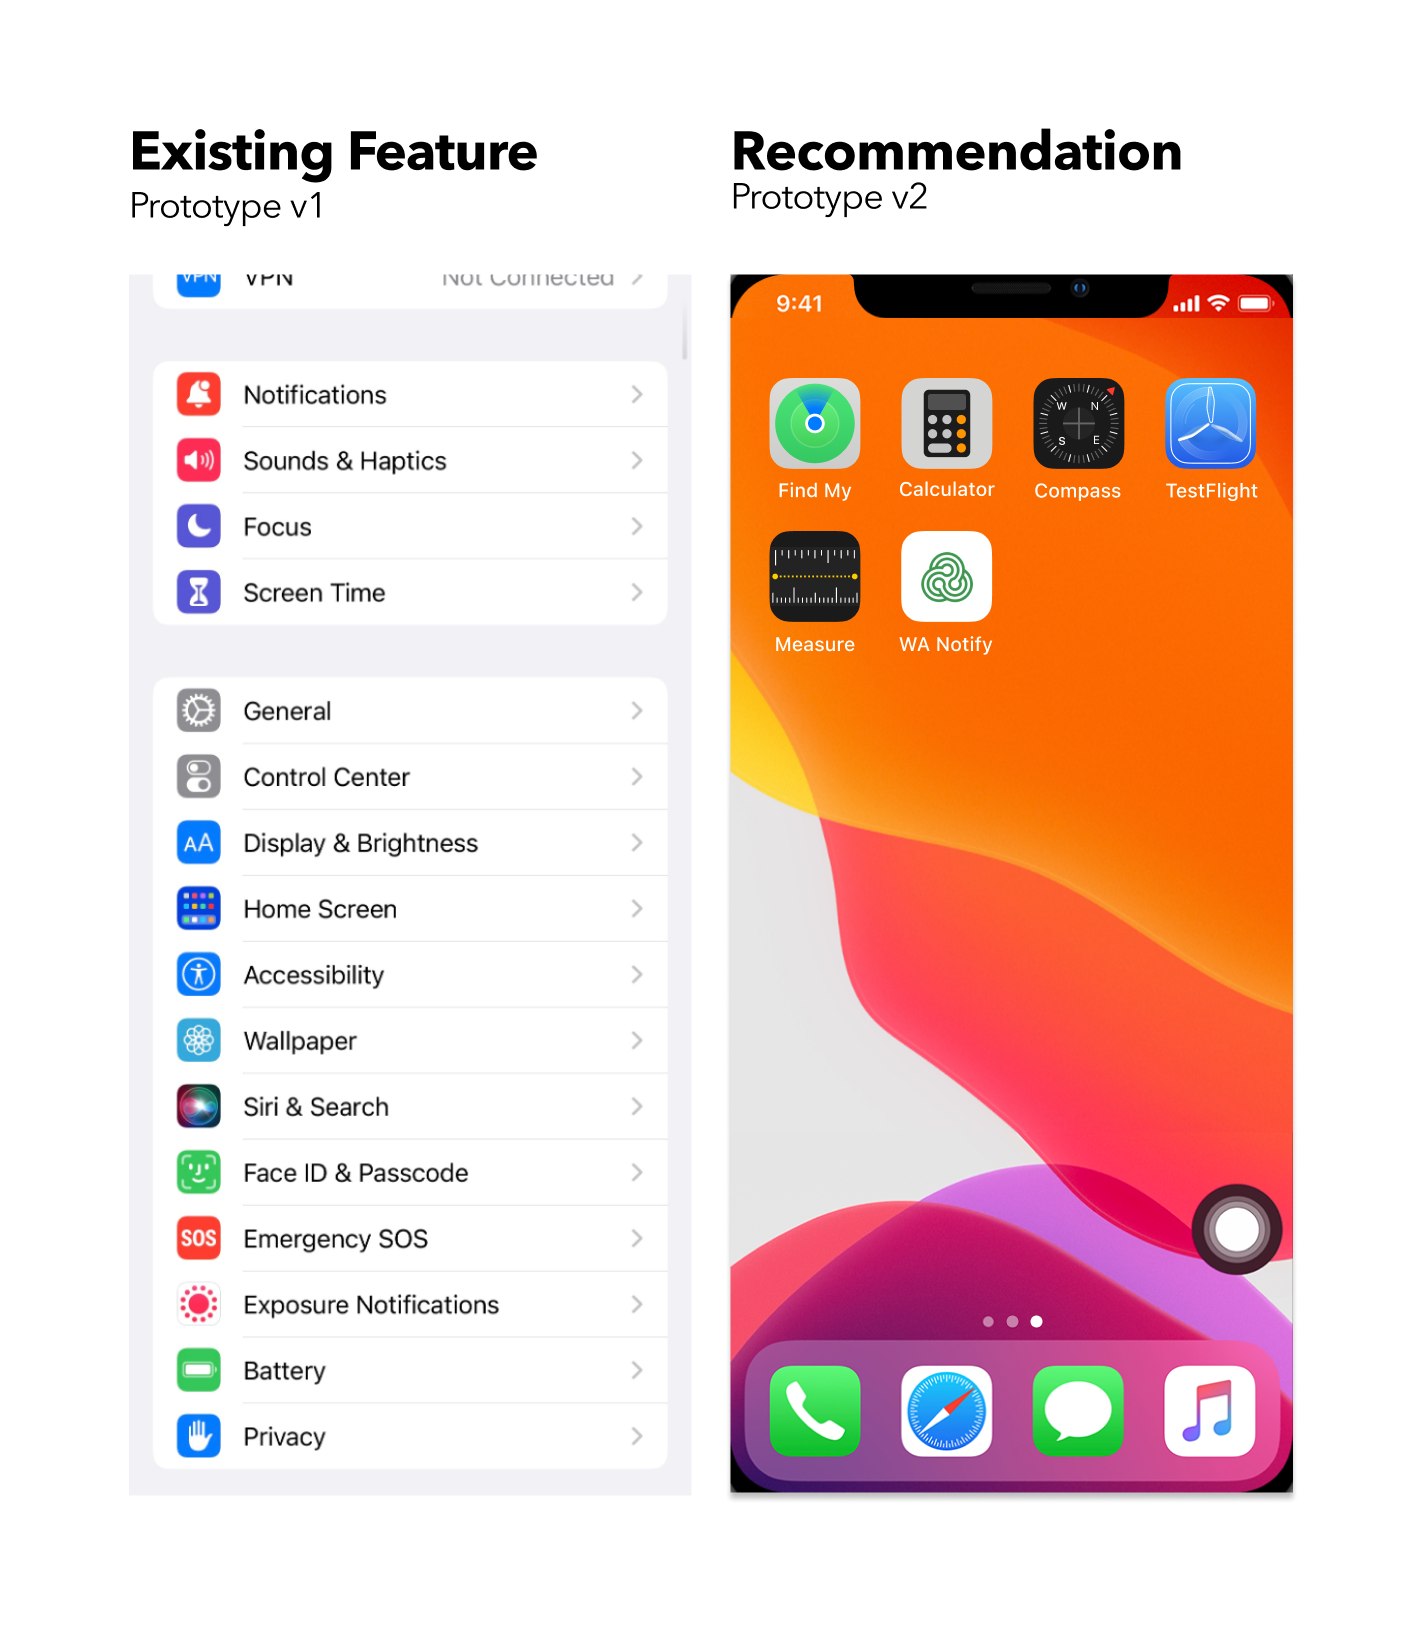 Existing Feature
Prototype v1
VPN Not Connected
Notifications
Sounds & Haptics
Focus
Screen Time
General
Control Center
AA Display & Brightness
Home Screen
Accessibility
Wallpaper
Siri & Search
Face ID & Passcode
SOS Emergency SOS
Exposure Notifications
Battery
Privacy
Recommendation
Prototype v2
9:41
W N
S E
Find My Calculator Compass TestFlight
Measure WA Notify